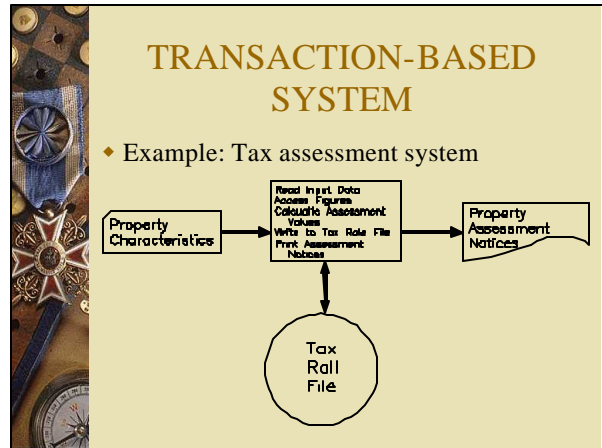 TRANSACTION-BASED
SYSTEM
Example: Tax assessment system
Property
Characteristics
Read Input Data
Access Figures
Calculate Assessment
Values
Write to Tax Role File
Print Assessment
Notices
Property
Assessment
Notices
Tax
Roll
File